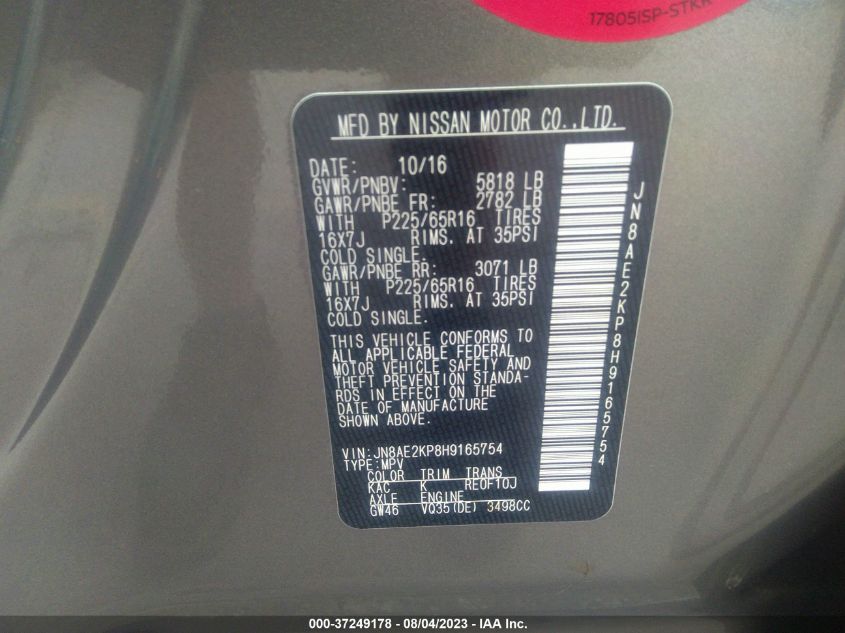 17805ISP-STKR
MFD BY NISSAN MOTOR CO.,LTD.
DATE: 10/16
GVWR/PNBV: 5818 LB
GAWR/PNBE FR: 2782 LB
WITH P225/65R16 TIRES
16X7J RIMS. AT 35PSI
COLD SINGLE.
GAWR/PNBE RR: 3071 LB
WITH P225/65R16 TIRES
16X7J RIMS. AT 35PSI
COLD SINGLE.
THIS VEHICLE CONFORMS TO
ALL APPLICABLE FEDERAL
MOTOR VEHICLE SAFETY AND
THEFT PREVENTION STANDA-
RDS IN EFFECT ON THE
DATE OF MANUFACTURE
SHOWN ABOVE.
VIN:JN8AE2KP8H9165754
TYPE:MPV
COLOR TRIM TRANS
KAC K RE0F10J
AXLE ENGINE
GW46 VQ35(DE) 3498CC
JN8AE2KP8H9165754
000-37249178 - 08/04/2023 - IAA Inc.